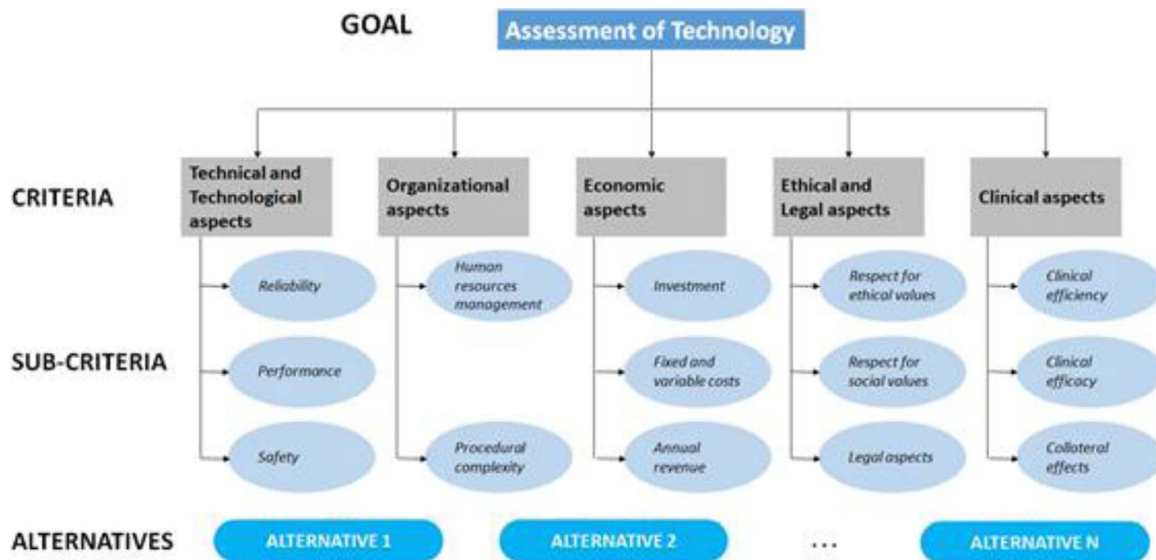 GOAL
Assessment of Technology
CRITERIA
Technical and
Technological
aspects
Organizational
aspects
Economic
aspects
Ethical and
Legal aspects
Clinical aspects
SUB-CRITERIA
Reliability
Human
resources
management
Investment
Respect for
ethical values
Clinical
efficiency
Performance
Fixed and
variable costs
Respect for
social values
Clinical
efficacy
Safety
Procedural
complexity
Annual
revenue
Legal aspects
Collateral
effects
ALTERNATIVES
ALTERNATIVE 1
ALTERNATIVE 2
...
ALTERNATIVE N